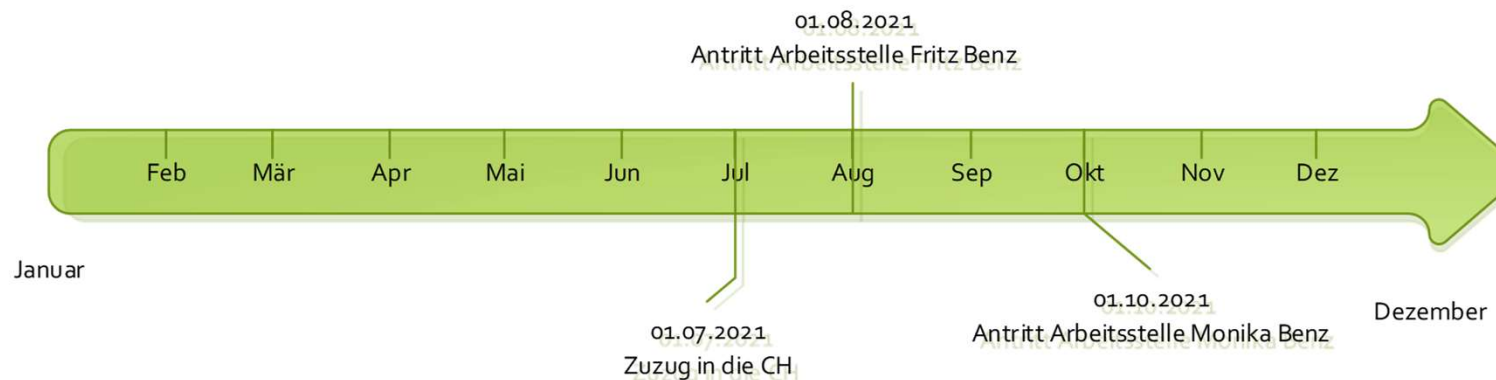 01.08.2021
Antritt Arbeitsstelle Fritz Benz
Feb Mär Apr Mai Jun Jul Aug Sep Okt Nov Dez
Januar
01.07.2021
Zuzug in die CH
01.10.2021
Antritt Arbeitsstelle Monika Benz
Dezember